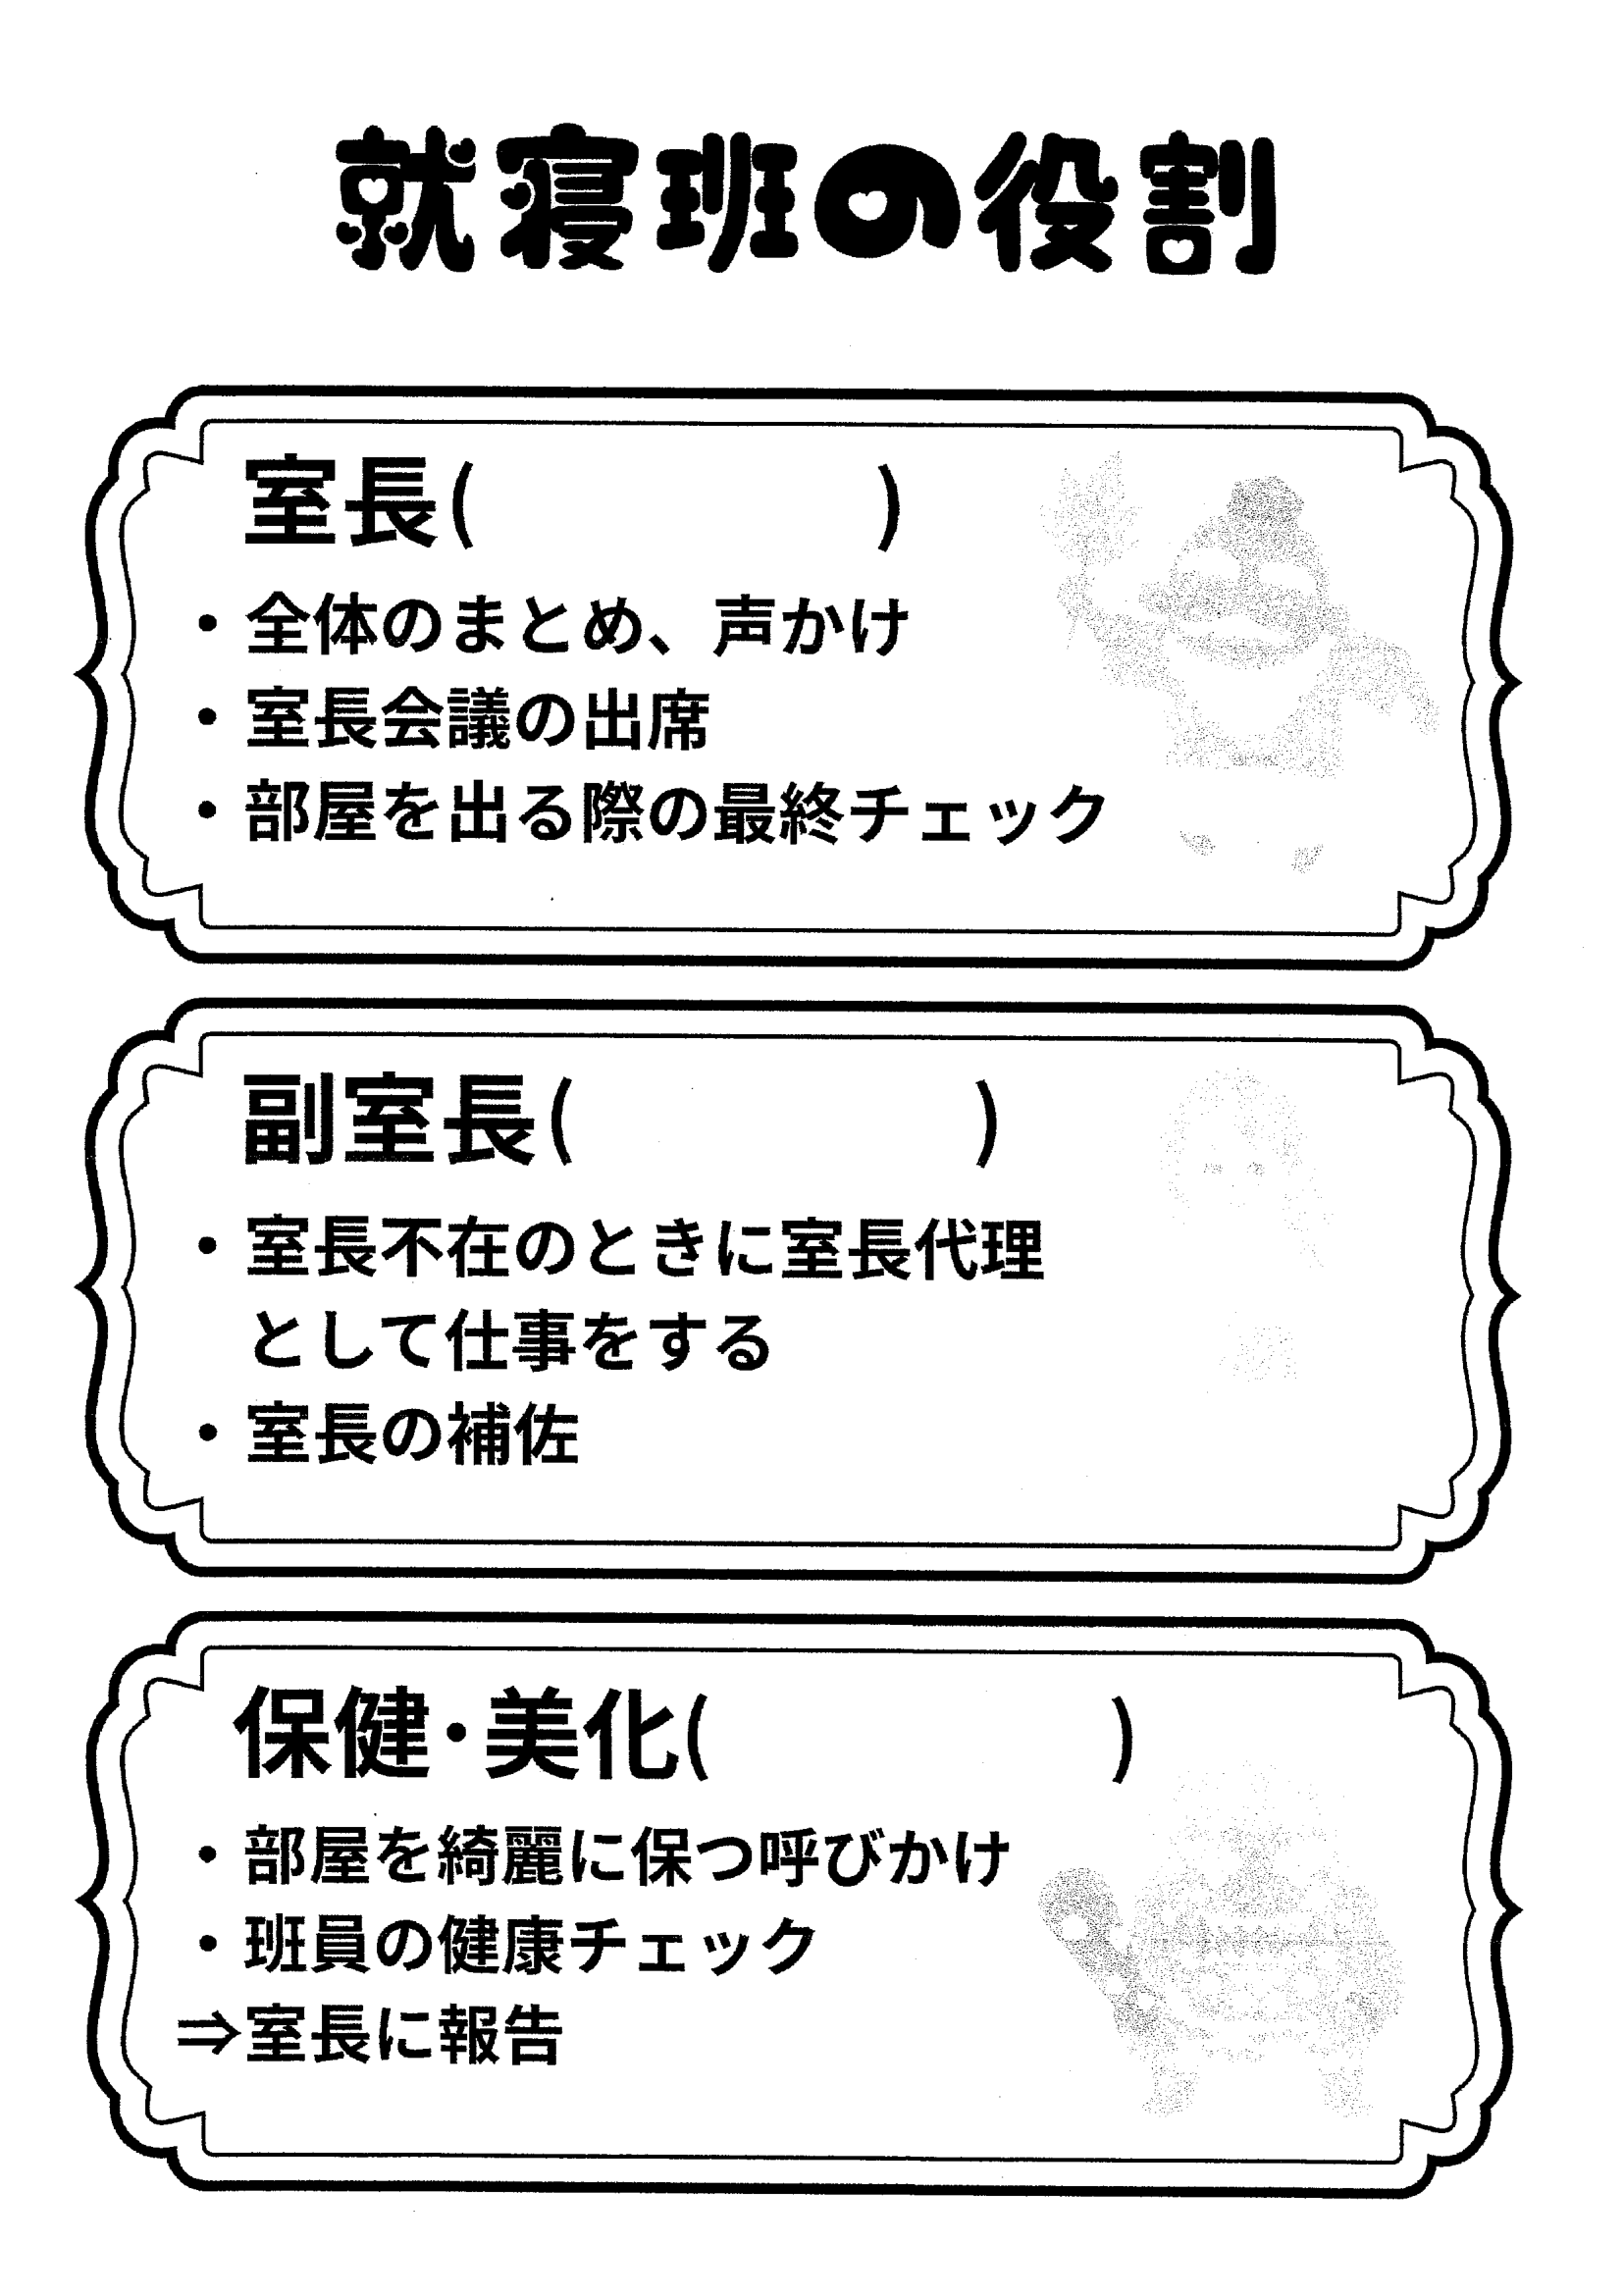 就寝班の役割
室長(　　　　)
・全体のまとめ、声かけ
・室長会議の出席
・部屋を出る際の最終チェック
副室長(　　　　)
・室長不在のときに室長代理
として仕事をする
・室長の補佐
保健・美化(　　　　)
・部屋を綺麗に保つ呼びかけ
・班員の健康チェック
⇒室長に報告